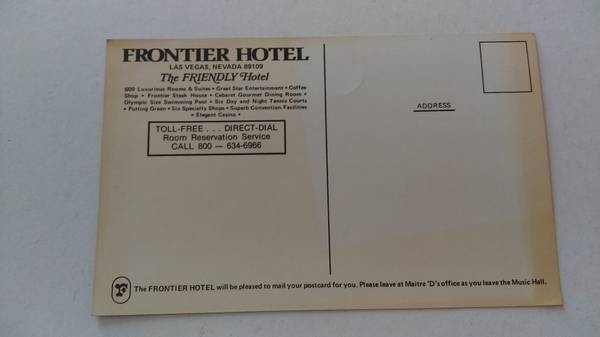 FRONTIER HOTEL
LAS VEGAS, NEVADA 89109
The FRIENDLY Hotel
600 Luxurious Rooms & Suites • Great Star Entertainment • Coffee
Shop • Frontier Steak House • Cabaret Gourmet Dining Room •
Olympic Size Swimming Pool • Six Day and Night Tennis Courts
• Putting Green • Six Specialty Shops • Superb Convention Facilities
• Elegant Casino •
TOLL-FREE . . . DIRECT-DIAL
Room Reservation Service
CALL 800 — 634-6966
ADDRESS
F The FRONTIER HOTEL will be pleased to mail your postcard for you. Please leave at Maitre "D's office as you leave the Music Hall.